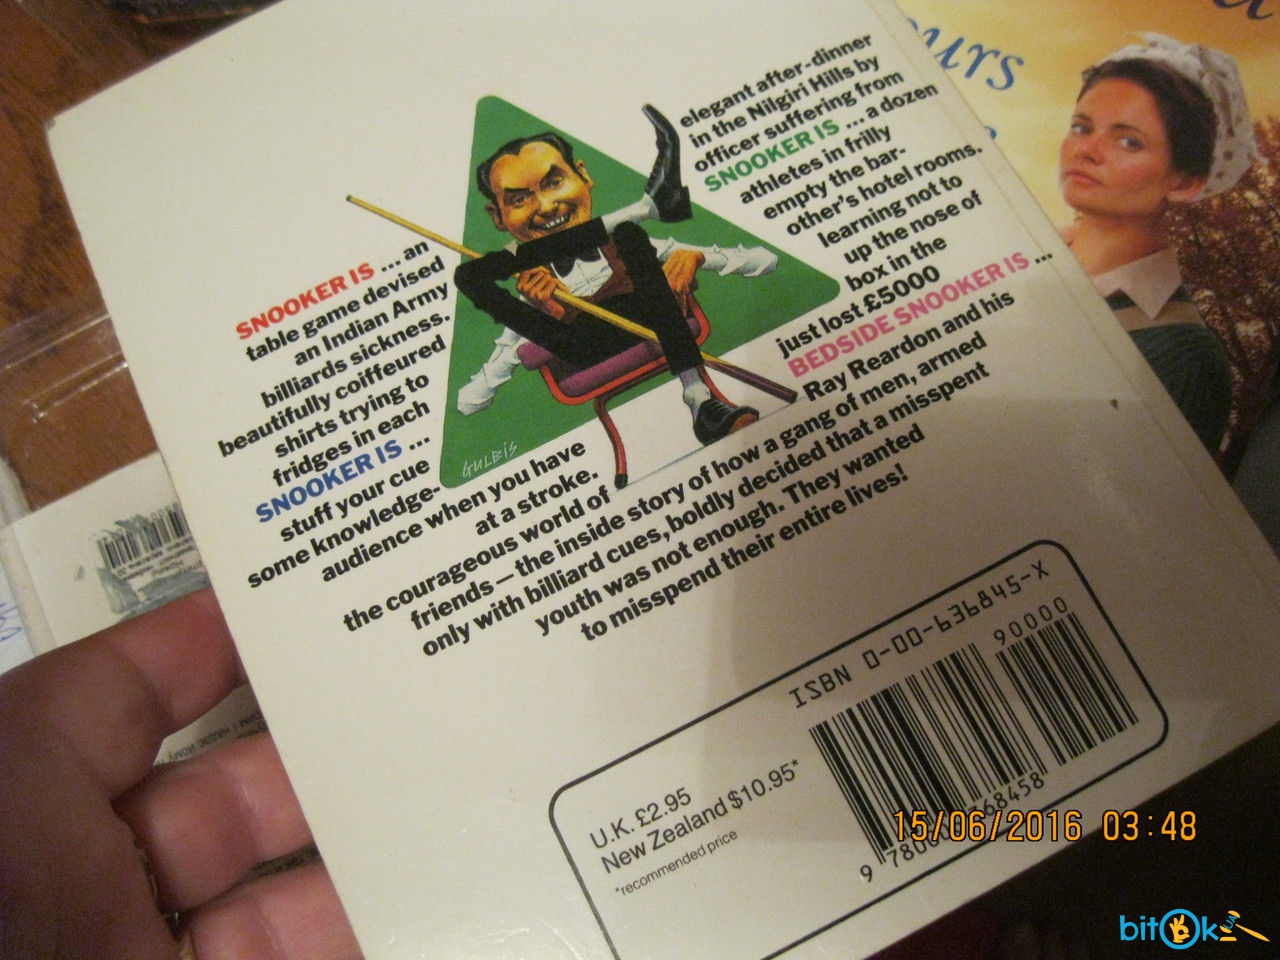 SNOOKER IS ... an elegant after-dinner
table game devised in the Nilgiri Hills by
an Indian Army officer suffering from
billiards sickness. SNOOKER IS ... a dozen
beautifully coiffured athletes in frilly
shirts trying to empty the bar-
fridges in each other's hotel rooms.
SNOOKER IS ... learning not to
stuff your cue up the nose of
some knowledge- box in the
audience when you have just lost £5000
at a stroke. BEDSIDE SNOOKER IS ...
the courageous world of Ray Reardon and his
friends – the inside story of how a gang of men, armed
only with billiard cues, boldly decided that a misspent
youth was not enough. They wanted
to misspend their entire lives!
GULBIS
ISBN 0-00-636845-X
90000
U.K. £2.95
New Zealand $10.95*
*recommended price
15/06/2016 03:48
bitOk
UA
ours